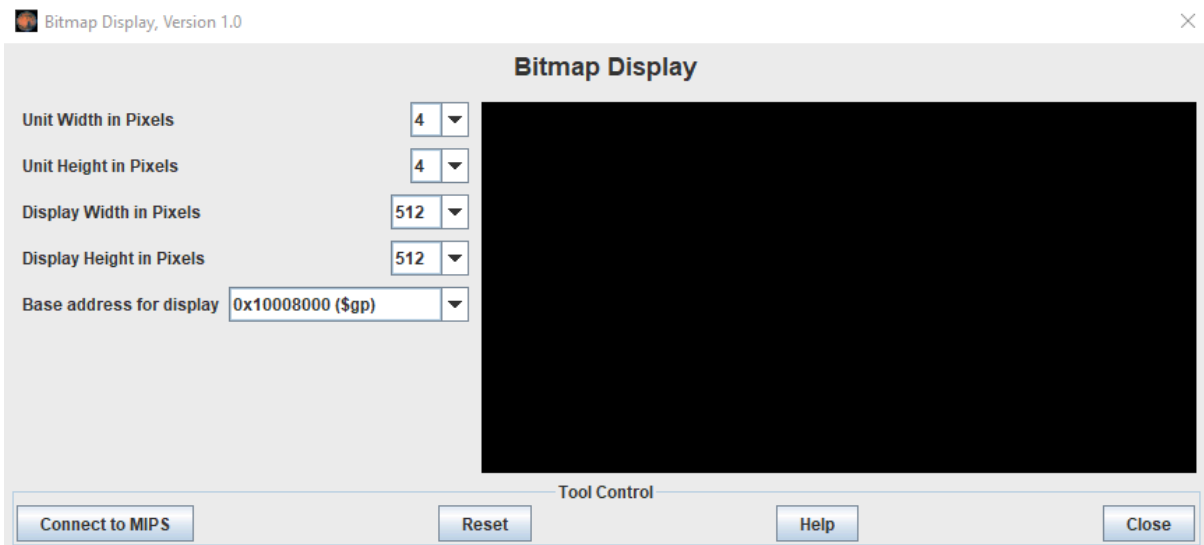 Bitmap Display, Version 1.0
Bitmap Display
Unit Width in Pixels 4
Unit Height in Pixels 4
Display Width in Pixels 512
Display Height in Pixels 512
Base address for display 0x10008000 ($gp)
Tool Control
Connect to MIPS Reset Help Close